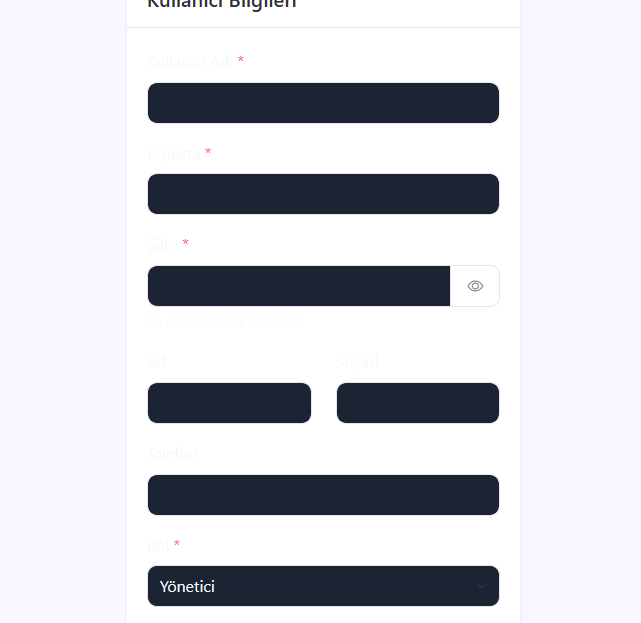 Kullanıcı Bilgileri
Kullanıcı Adı *
E-posta *
Şifre *
En az 6 karakter olmalıdır.
Ad
Soyad
Telefon
Rol *
Yönetici